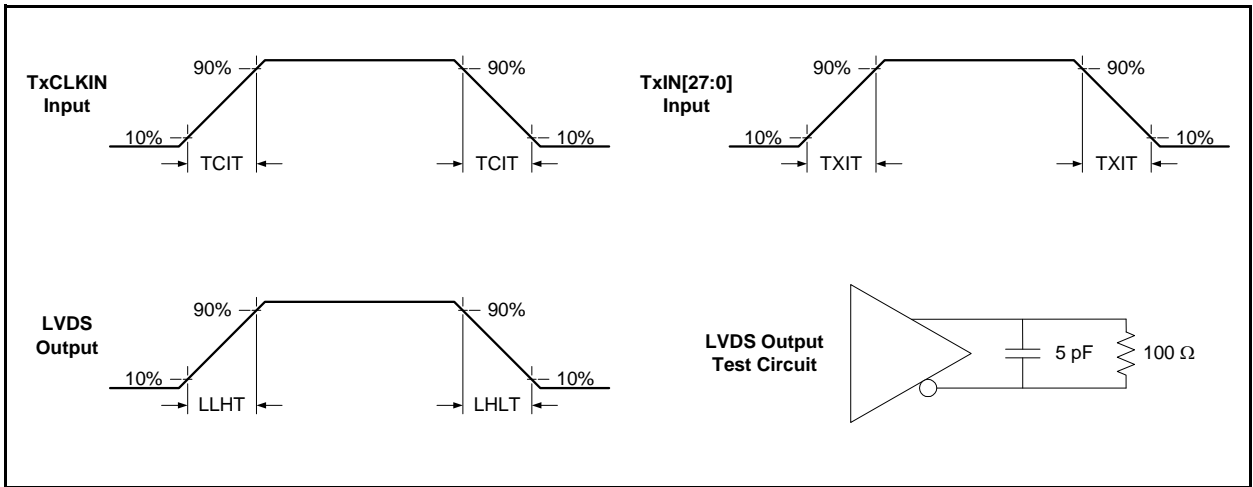 TxCLKIN
Input
90%
90%
10%
10%
TCIT
TCIT
TxIN[27:0]
Input
90%
90%
10%
10%
TXIT
TXIT
LVDS
Output
90%
90%
10%
10%
LLHT
LHLT
LVDS Output
Test Circuit
5 pF
100 Ω